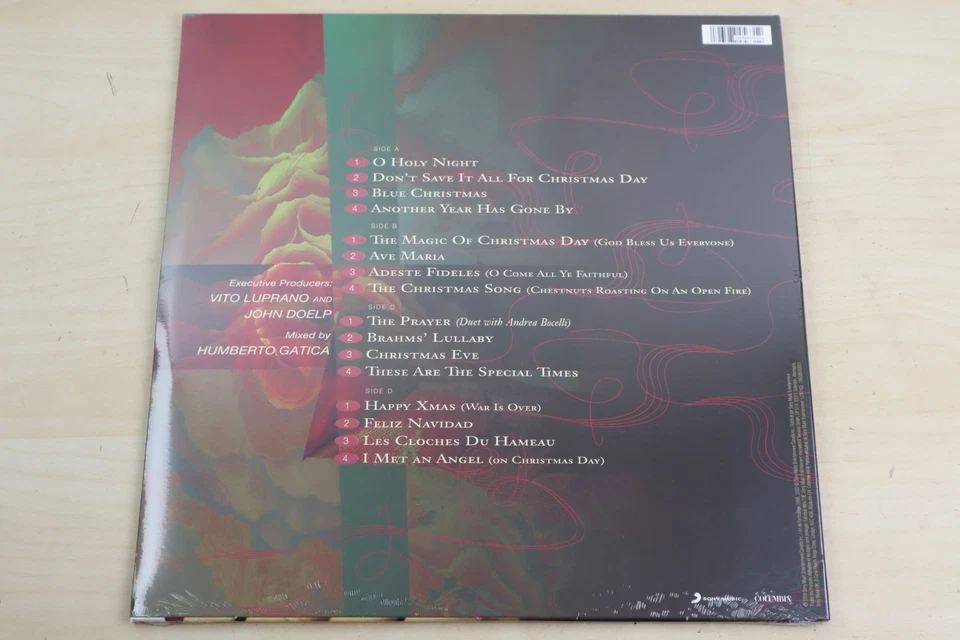 SIDE A
1 O Holy Night
2 Don't Save It All For Christmas Day
3 Blue Christmas
4 Another Year Has Gone By
SIDE B
1 The Magic Of Christmas Day (God Bless Us Everyone)
2 Ave Maria
3 Adeste Fideles (O Come All Ye Faithful)
4 The Christmas Song (Chestnuts Roasting On An Open Fire)
SIDE C
1 The Prayer (Duet with Andrea Bocelli)
2 Brahms' Lullaby
3 Christmas Eve
4 These Are The Special Times
SIDE D
1 Happy Xmas (War Is Over)
2 Feliz Navidad
3 Les Cloches Du Hameau
4 I Met an Angel (on Christmas Day)
Executive Producers:
VITO LUPRANO AND
JOHN DOELP
Mixed by
HUMBERTO GATICA
SONY MUSIC
COLUMBIA